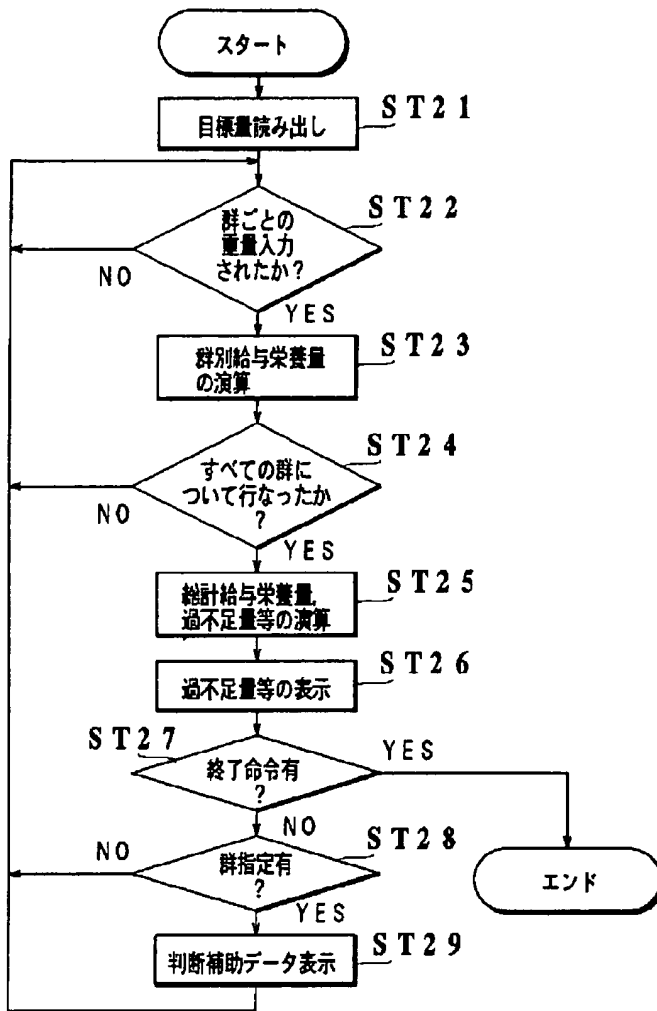 スタート
目標量読み出し
ST21
群ごとの
重量入力
されたか?
ST22
NO
YES
群別給与栄養量
の演算
ST23
すべての群に
ついて行なったか
?
ST24
NO
YES
総計給与栄養量,
過不足量等の演算
ST25
過不足量等の表示
ST26
ST27
終了命令有
?
YES
NO
群指定有
?
ST28
NO
YES
エンド
判断補助データ表示
ST29